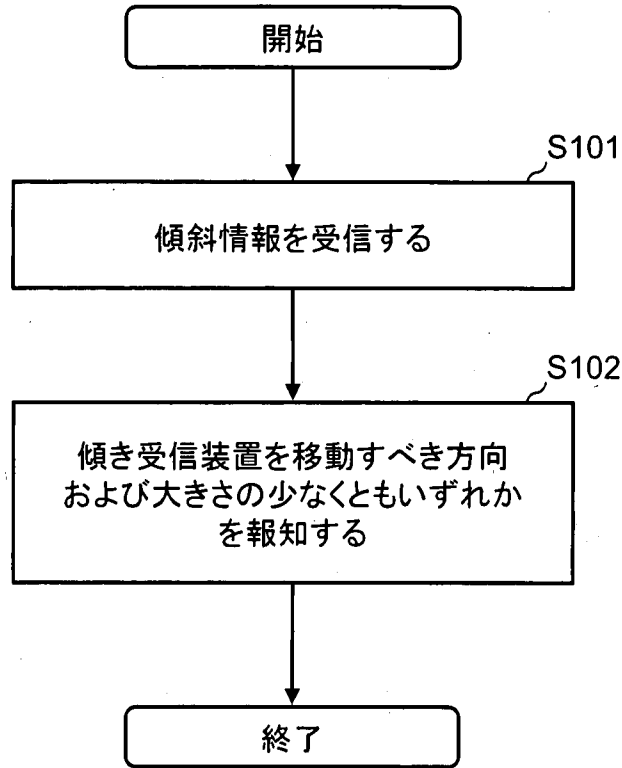 開始
S101
傾斜情報を受信する
S102
傾き受信装置を移動すべき方向
および大きさの少なくともいずれか
を報知する
終了